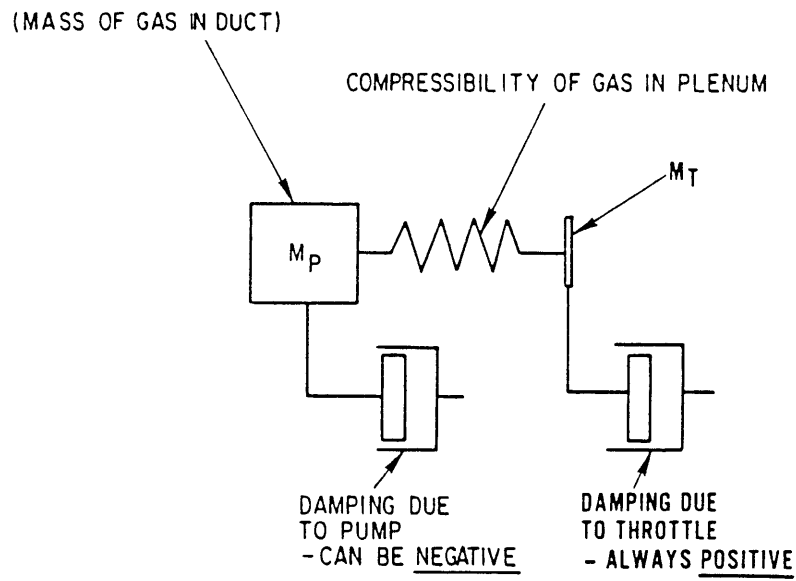 (MASS OF GAS IN DUCT)
COMPRESSIBILITY OF GAS IN PLENUM
M_T
M_P
DAMPING DUE
TO PUMP
- CAN BE NEGATIVE
DAMPING DUE
TO THROTTLE
- ALWAYS POSITIVE